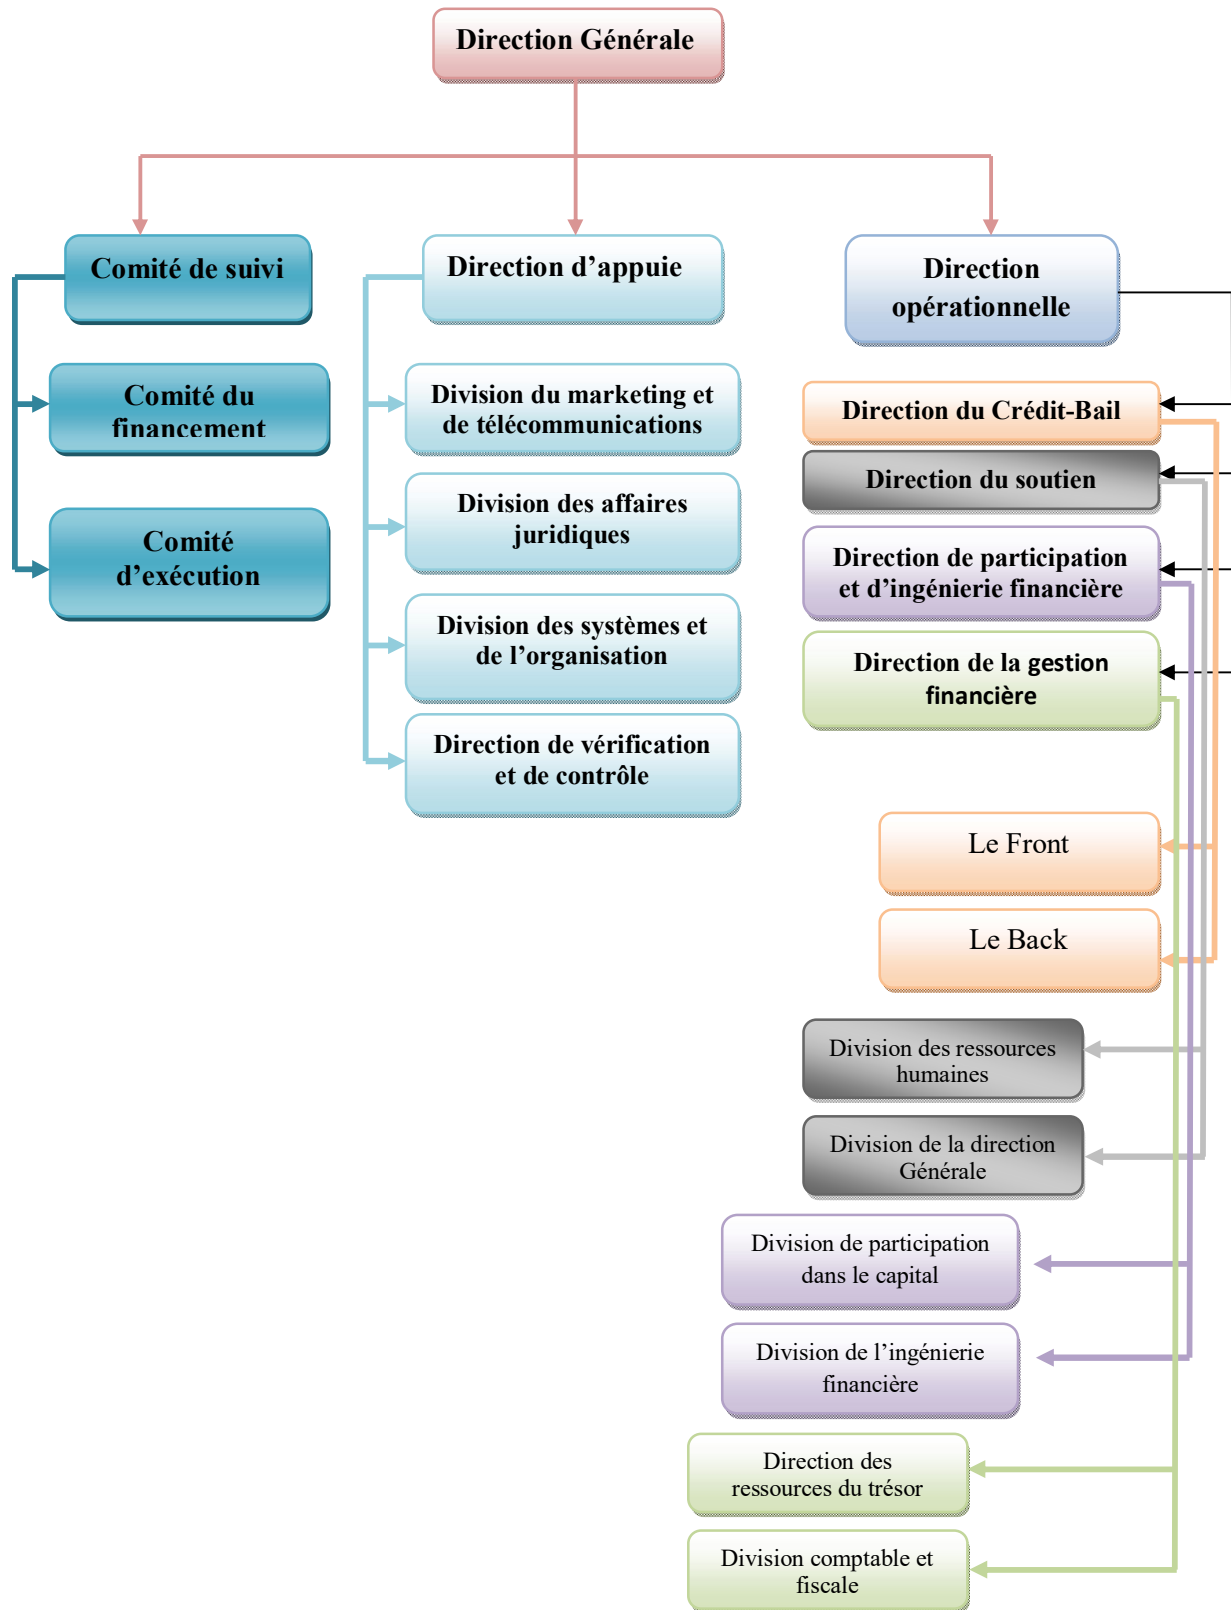 Direction Générale
Comité de suivi
Comité du
financement
Comité
d’exécution
Direction d’appuie
Division du marketing et
de télécommunications
Division des affaires
juridiques
Division des systèmes et
de l’organisation
Direction de vérification
et de contrôle
Direction
opérationnelle
Direction du Crédit-Bail
Direction du soutien
Direction de participation
et d’ingénierie financière
Direction de la gestion
financière
Le Front
Le Back
Division des ressources
humaines
Division de la direction
Générale
Division de participation
dans le capital
Division de l’ingénierie
financière
Direction des
ressources du trésor
Division comptable et
fiscale